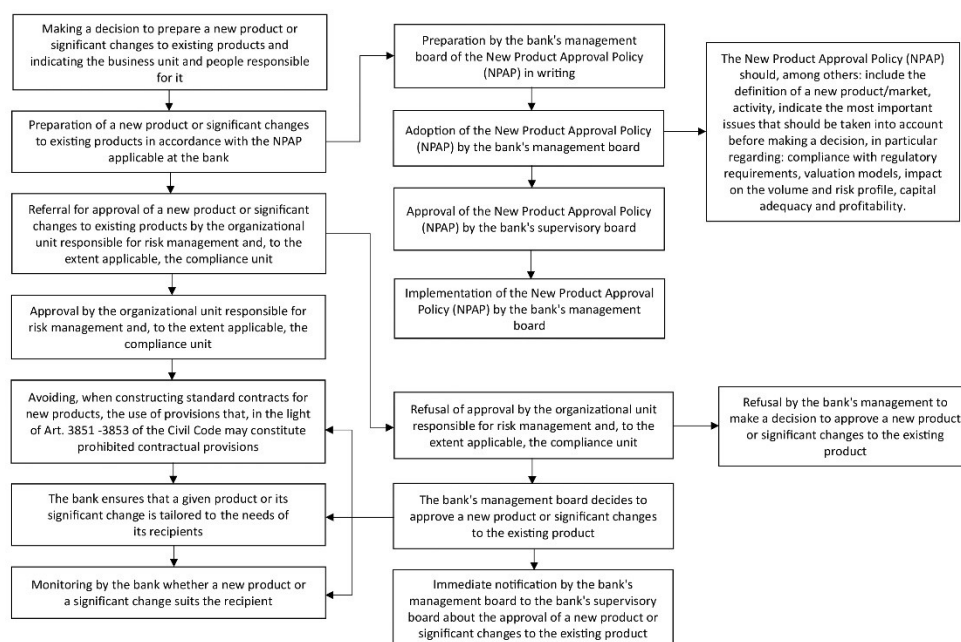 Making a decision to prepare a new product or
significant changes to existing products and
indicating the business unit and people responsible
for it
Preparation of a new product or significant changes
to existing products in accordance with the NPAP
applicable at the bank
Referral for approval of a new product or significant
changes to existing products by the organizational
unit responsible for risk management and, to the
extent applicable, the compliance unit
Approval by the organizational unit responsible for
risk management and, to the extent applicable, the
compliance unit
Avoiding, when constructing standard contracts for
new products, the use of provisions that, in the light
of Art. 3851 -3853 of the Civil Code may constitute
prohibited contractual provisions
The bank ensures that a given product or its
significant change is tailored to the needs of
its recipients
Monitoring by the bank whether a new product or
a significant change suits the recipient
Preparation by the bank's management
board of the New Product Approval Policy
(NPAP) in writing
Adoption of the New Product Approval
Policy (NPAP) by the bank's management
board
Approval of the New Product Approval Policy
(NPAP) by the bank's supervisory board
Implementation of the New Product Approval
Policy (NPAP) by the bank's management
board
Refusal of approval by the organizational unit
responsible for risk management and, to the
extent applicable, the compliance unit
The bank's management board decides to
approve a new product or significant changes
to the existing product
Immediate notification by the bank's
management board to the bank's supervisory
board about the approval of a new product or
significant changes to the existing product
The New Product Approval Policy (NPAP)
should, among others: include the
definition of a new product/market,
activity, indicate the most important
issues that should be taken into account
before making a decision, in particular
regarding: compliance with regulatory
requirements, valuation models, impact
on the volume and risk profile, capital
adequacy and profitability.
Refusal by the bank's management to
make a decision to approve a new product
or significant changes to the existing
product